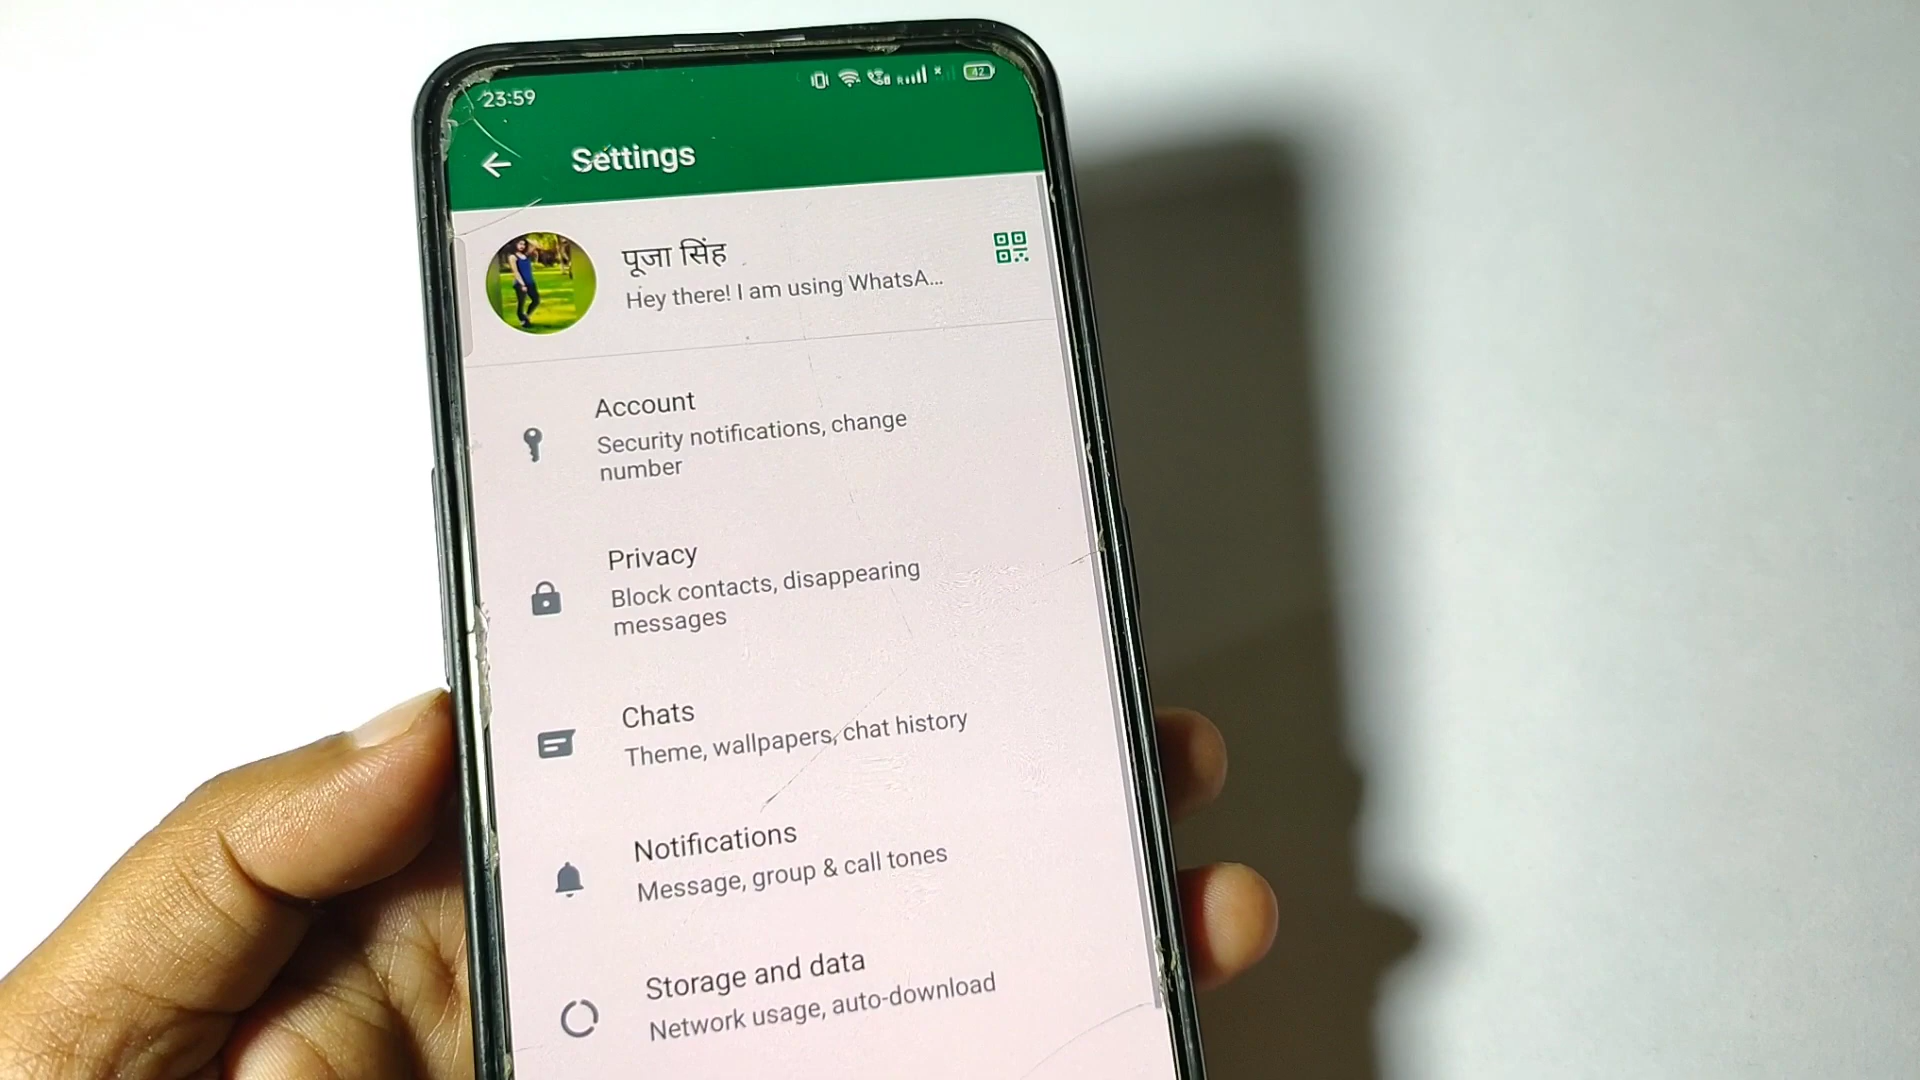 23:59
42
Settings
पूजा सिंह
Hey there! I am using WhatsA...
Account
Security notifications, change
number
Privacy
Block contacts, disappearing
messages
Chats
Theme, wallpapers, chat history
Notifications
Message, group & call tones
Storage and data
Network usage, auto-download